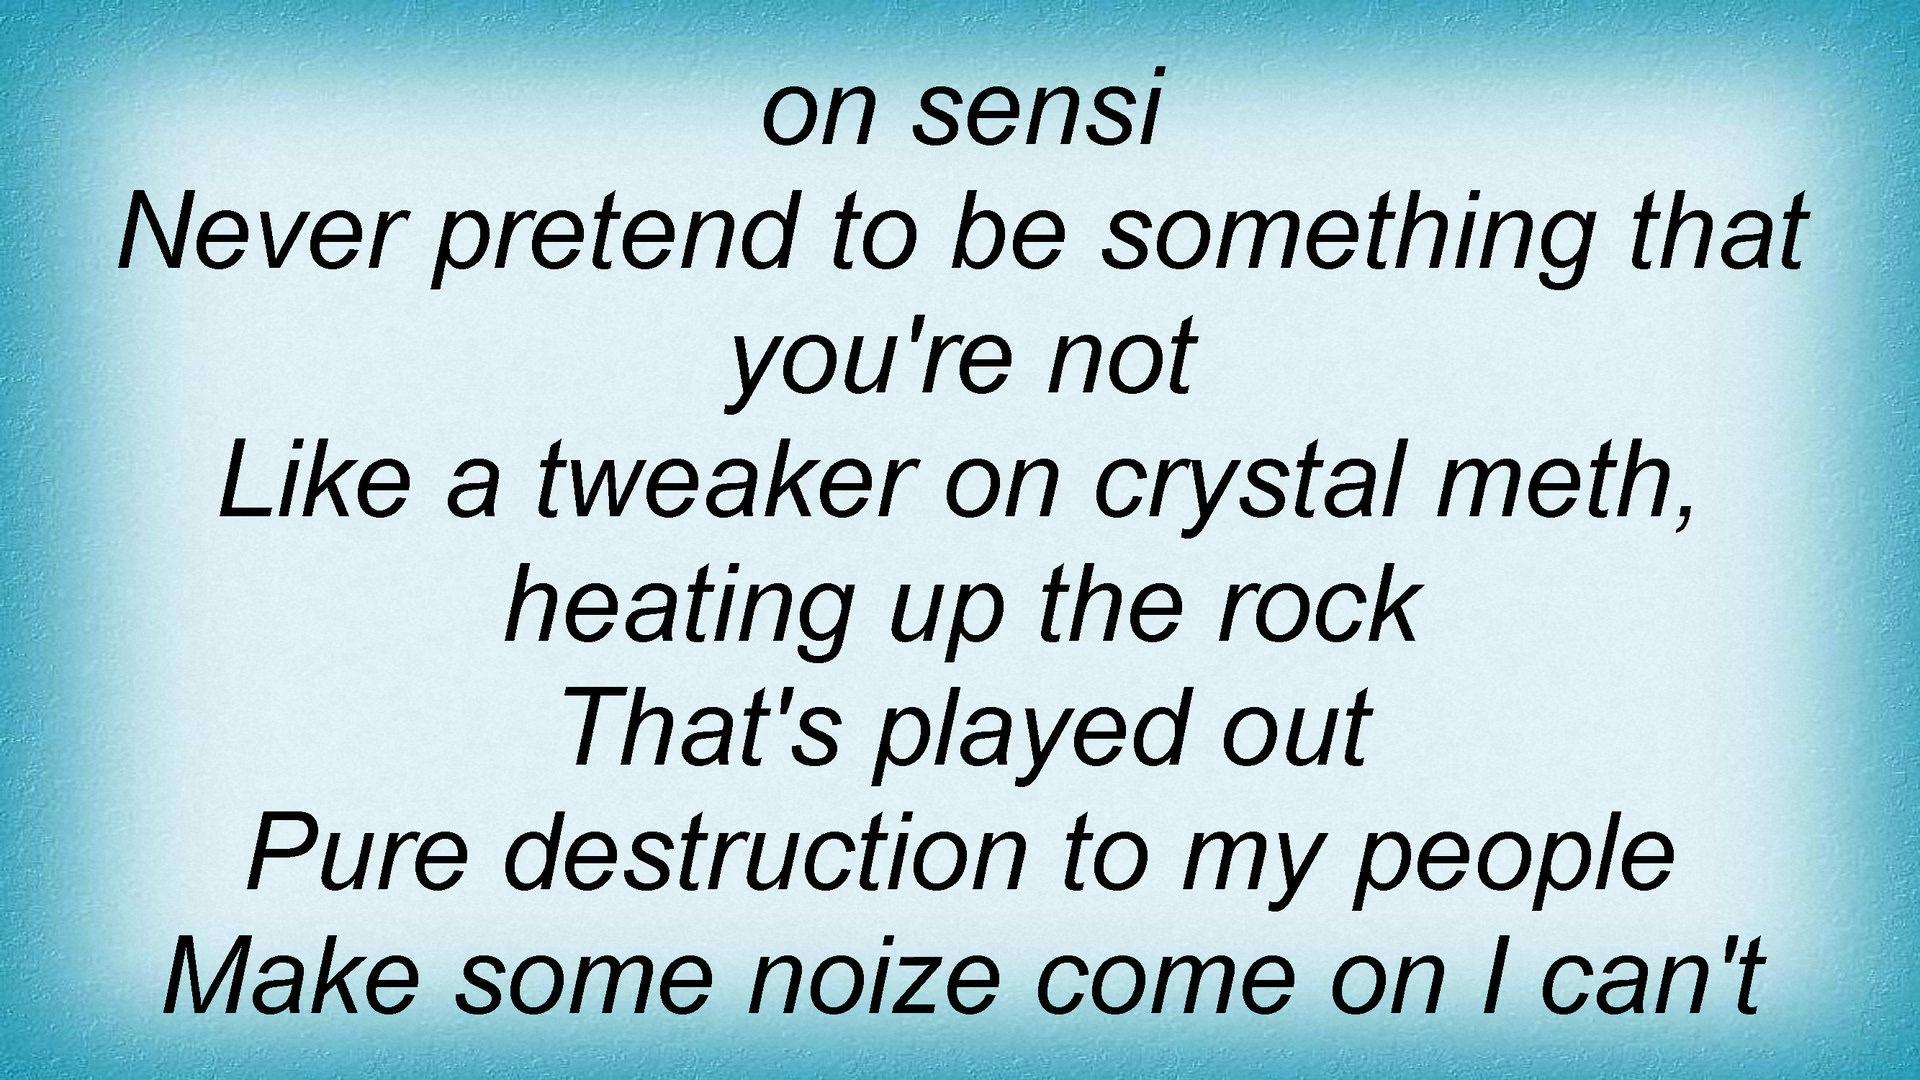 on sensi
Never pretend to be something that
you're not
Like a tweaker on crystal meth,
heating up the rock
That's played out
Pure destruction to my people
Make some noize come on I can't